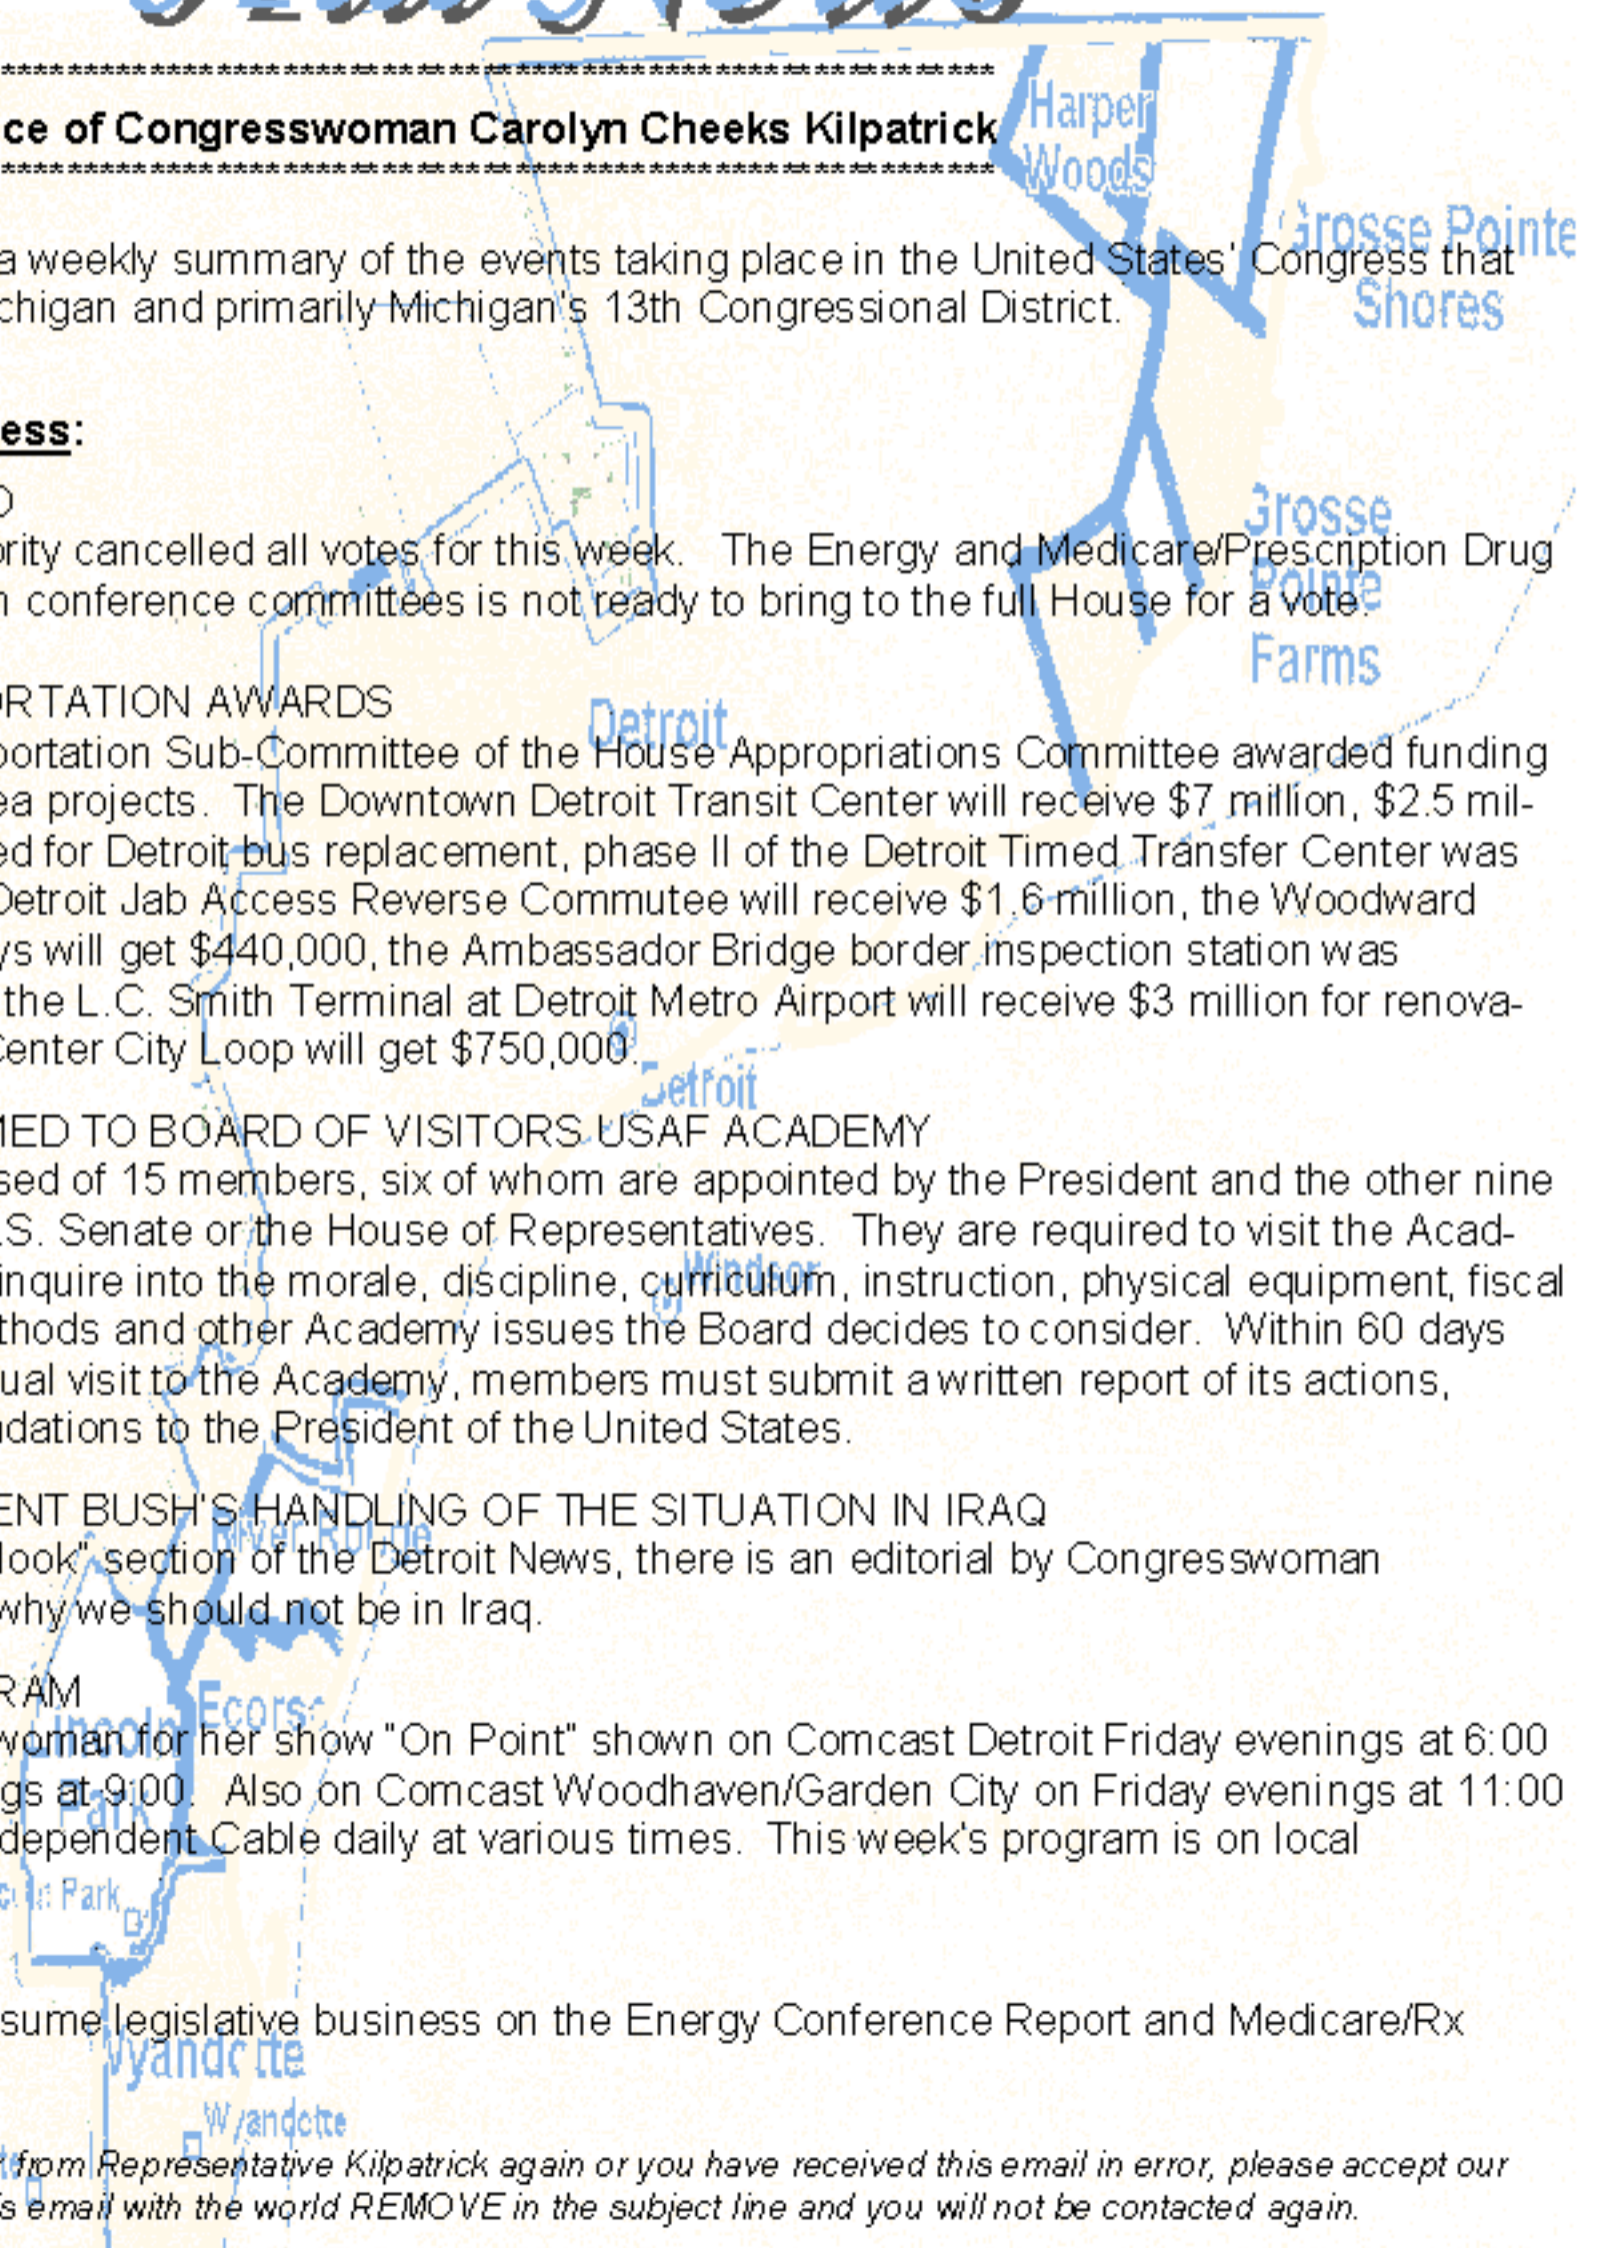 News
ce of Congresswoman Carolyn Cheeks Kilpatrick
Harper
Woods
Grosse Pointe
Shores
a weekly summary of the events taking place in the United States' Congress that
chigan and primarily Michigan's 13th Congressional District.
ess:
ority cancelled all votes for this week. The Energy and Medicare/Prescription Drug
n conference committees is not ready to bring to the full House for a vote.
Grosse
Pointe
Farms
ORTATION AWARDS
Detroit
portation Sub-Committee of the House Appropriations Committee awarded funding
ea projects. The Downtown Detroit Transit Center will receive $7 million, $2.5 mil-
ed for Detroit bus replacement, phase II of the Detroit Timed Transfer Center was
Detroit Jab Access Reverse Commutee will receive $1.6 million, the Woodward
ys will get $440,000, the Ambassador Bridge border inspection station was
the L.C. Smith Terminal at Detroit Metro Airport will receive $3 million for renova-
Center City Loop will get $750,000.
Detroit
MED TO BOARD OF VISITORS USAF ACADEMY
sed of 15 members, six of whom are appointed by the President and the other nine
.S. Senate or the House of Representatives. They are required to visit the Acad-
Windsor
inquire into the morale, discipline, curriculum, instruction, physical equipment, fiscal
thods and other Academy issues the Board decides to consider. Within 60 days
ual visit to the Academy, members must submit a written report of its actions,
dations to the President of the United States.
ENT BUSH'S HANDLING OF THE SITUATION IN IRAQ
River Rouge
look" section of the Detroit News, there is an editorial by Congresswoman
why we should not be in Iraq.
RAM
Ecorse
Lincoln
Park
woman for her show "On Point" shown on Comcast Detroit Friday evenings at 6:00
gs at 9:00. Also on Comcast Woodhaven/Garden City on Friday evenings at 11:00
dependent Cable daily at various times. This week's program is on local
Park
sume legislative business on the Energy Conference Report and Medicare/Rx
Wyandotte
Wyandotte
from Representative Kilpatrick again or you have received this email in error, please accept our
s email with the world REMOVE in the subject line and you will not be contacted again.